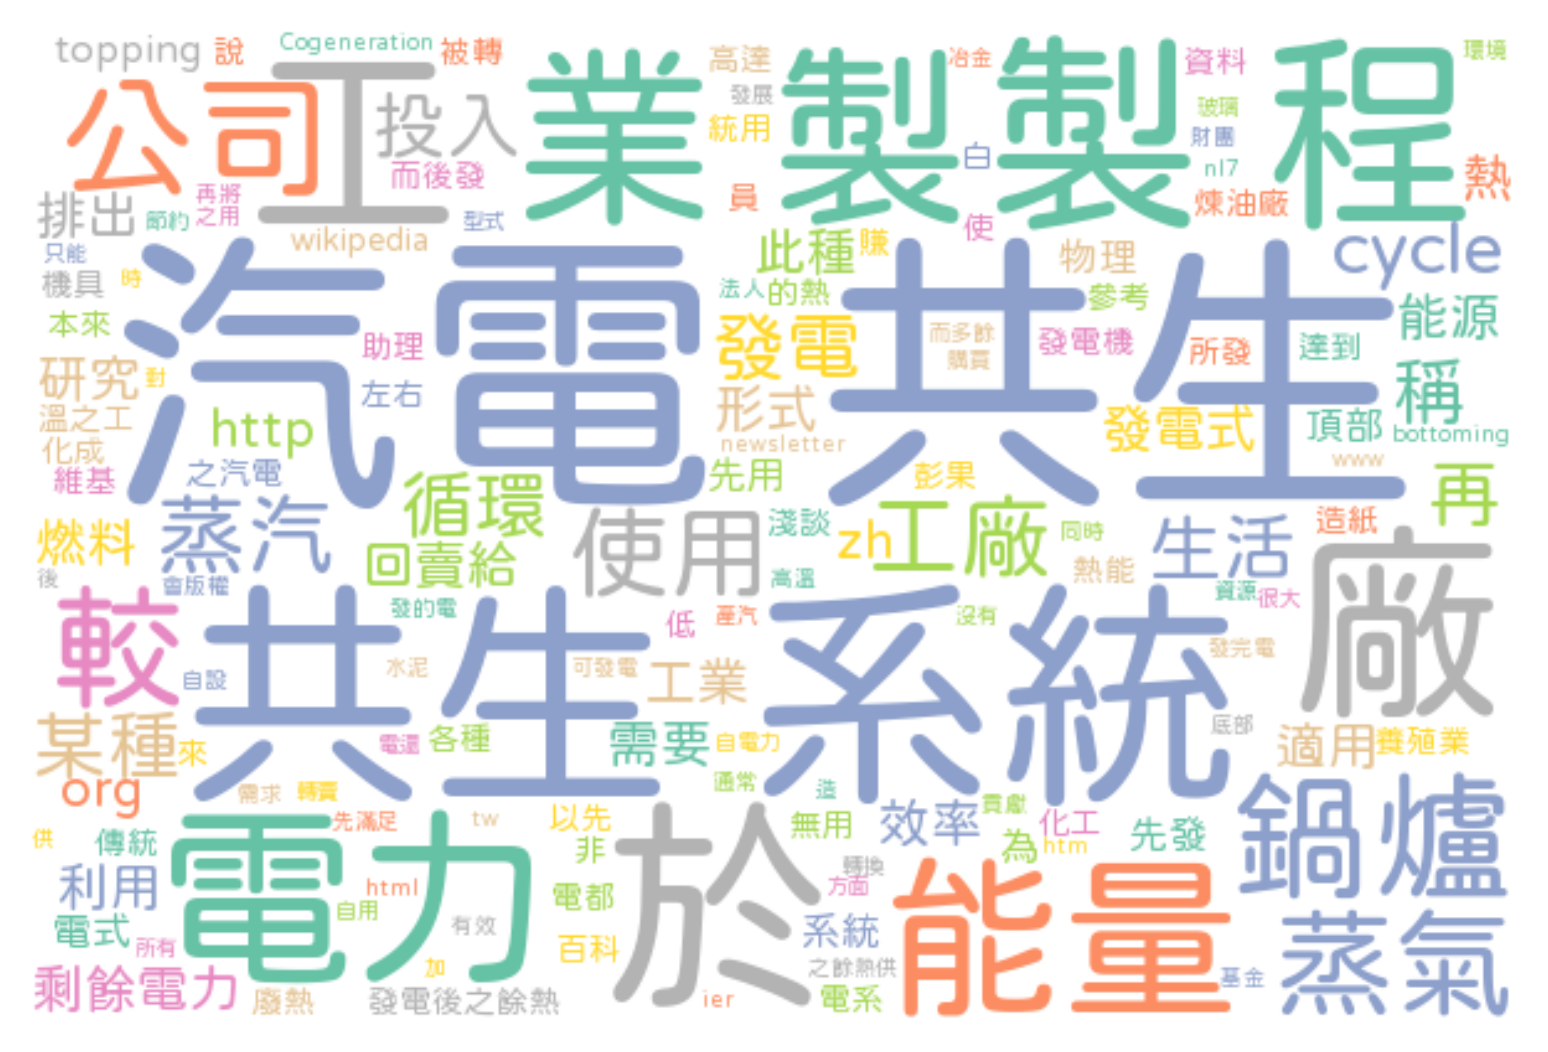 topping
說
Cogeneration
被轉
高達
冶金
資料
環境
公司
工
投入
業
製
製
程
發展
統用
白
玻璃
財團
nl7
熱
而後發
員
煉油廠
排出
節約
再將
之用
型式
使
只能
wikipedia
此種
賺
物理
cycle
機具
時
汽電
共生
法人
的熱
參考
能源
本來
助理
發電
而多餘
購買
發電機
所發
達到
研究
對
左右
形式
稱
溫之工
http
發電式
頂部
bottoming
化成
newsletter
www
維基
之汽電
循環
先用
彭果
再
燃料
蒸汽
使用
淺談
zh
工廠
同時
生活
造紙
廠
後
會版權
回賣給
高溫
熱能
資源
很大
較
共生
發的電
低
產汽
系統
沒有
自設
水泥
可發電
工業
發完電
某種
來
電還
各種
需要
自電力
底部
適用
養殖業
org
需求
轉賣
通常
造
貢獻
鍋爐
供
傳統
先滿足
tw
以先
無用
效率
為
化工
htm
先發
電力
非
於
利用
html
自用
電都
轉換
方面
能量
電式
所有
有效
百科
系統
蒸氣
剩餘電力
加
之餘熱供
基金
廢熱
發電後之餘熱
ier
電系